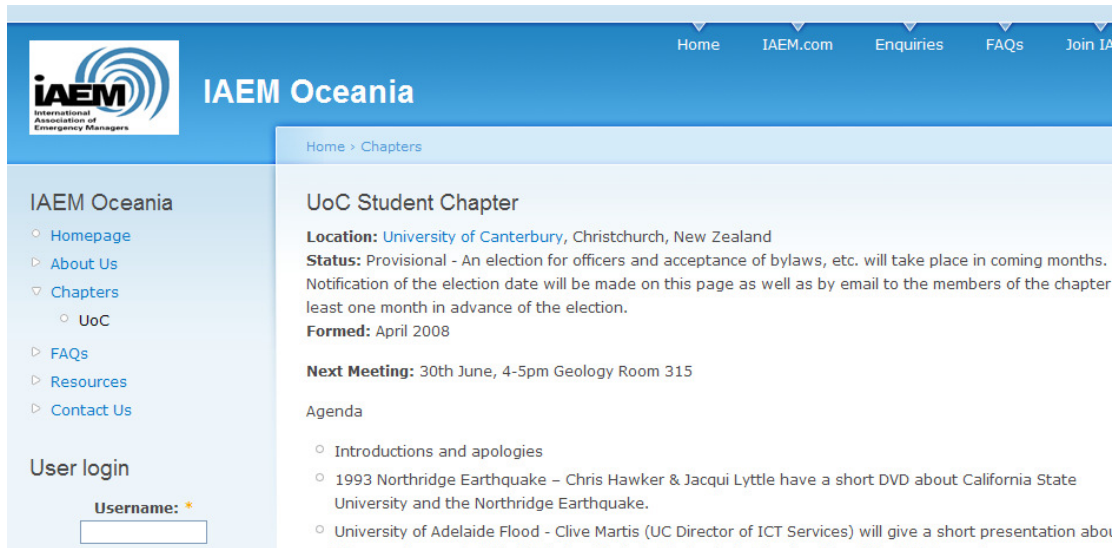 Home IAEM.com Enquiries FAQs Join IA
iAEM
International
Association of
Emergency Managers
IAEM Oceania
Home › Chapters
IAEM Oceania
Homepage
About Us
Chapters
UoC
FAQs
Resources
Contact Us
User login
Username: *
UoC Student Chapter
Location: University of Canterbury, Christchurch, New Zealand
Status: Provisional - An election for officers and acceptance of bylaws, etc. will take place in coming months.
Notification of the election date will be made on this page as well as by email to the members of the chapter
least one month in advance of the election.
Formed: April 2008
Next Meeting: 30th June, 4-5pm Geology Room 315
Agenda
Introductions and apologies
1993 Northridge Earthquake – Chris Hawker & Jacqui Lyttle have a short DVD about California State
University and the Northridge Earthquake.
University of Adelaide Flood - Clive Martis (UC Director of ICT Services) will give a short presentation abou